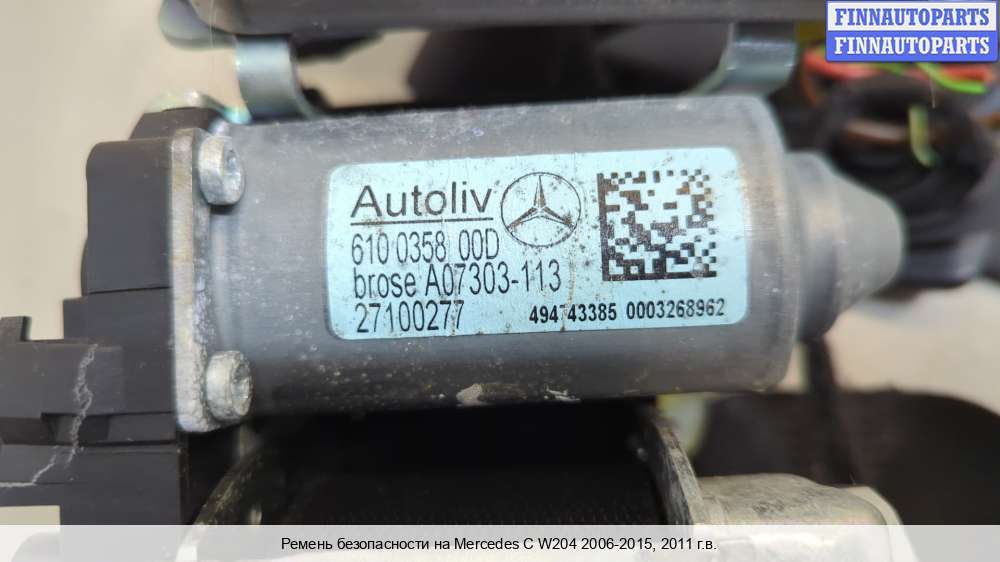 FINNAUTOPARTS
FINNAUTOPARTS
Autoliv
610 0358 00D
brose A07303-113
27100277
494743385 0003268962
Ремень безопасности на Mercedes C W204 2006-2015, 2011 г.в.